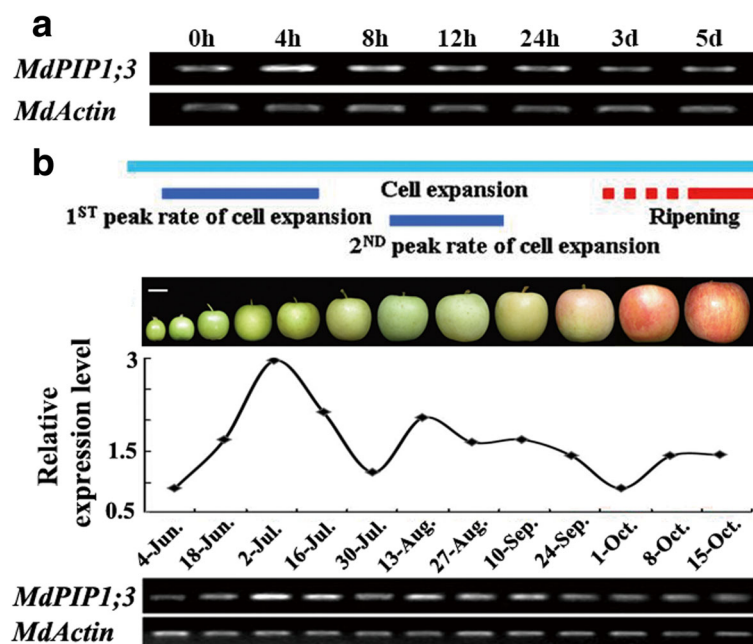 a
0h 4h 8h 12h 24h 3d 5d
MdPIP1;3
MdActin
b
Cell expansion
1ST peak rate of cell expansion
Ripening
2ND peak rate of cell expansion
Relative
expression level
3
1.5
0.5
4-Jun. 18-Jun. 2-Jul. 16-Jul. 30-Jul. 13-Aug. 27-Aug. 10-Sep. 24-Sep. 1-Oct. 8-Oct. 15-Oct.
MdPIP1;3
MdActin